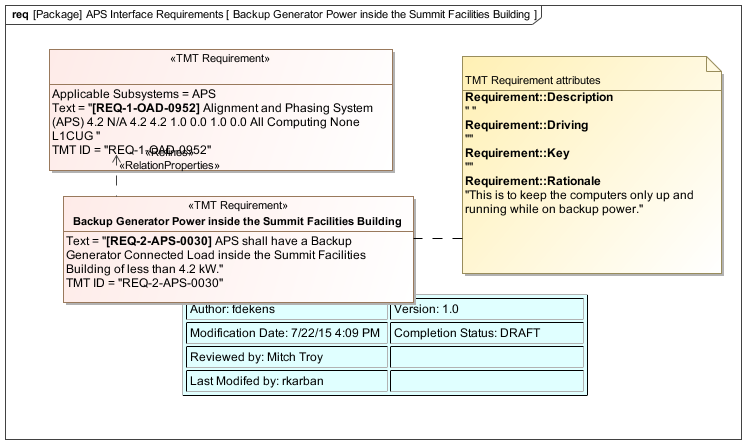 req [Package] APS Interface Requirements [ Backup Generator Power inside the Summit Facilities Building ]
«TMT Requirement»
Applicable Subsystems = APS
Text = "[REQ-1-OAD-0952] Alignment and Phasing System
(APS) 4.2 N/A 4.2 4.2 1.0 0.0 1.0 0.0 All Computing None
L1CUG "
TMT ID = "REQ-1-OAD-0952"
«Refines»
«RelationProperties»
«TMT Requirement»
Backup Generator Power inside the Summit Facilities Building
Text = "[REQ-2-APS-0030] APS shall have a Backup
Generator Connected Load inside the Summit Facilities
Building of less than 4.2 kW."
TMT ID = "REQ-2-APS-0030"
TMT Requirement attributes
Requirement::Description
" "
Requirement::Driving
""
Requirement::Key
""
Requirement::Rationale
"This is to keep the computers only up and
running while on backup power."
Author: fdekens Version: 1.0
Modification Date: 7/22/15 4:09 PM Completion Status: DRAFT
Reviewed by: Mitch Troy
Last Modifed by: rkarban